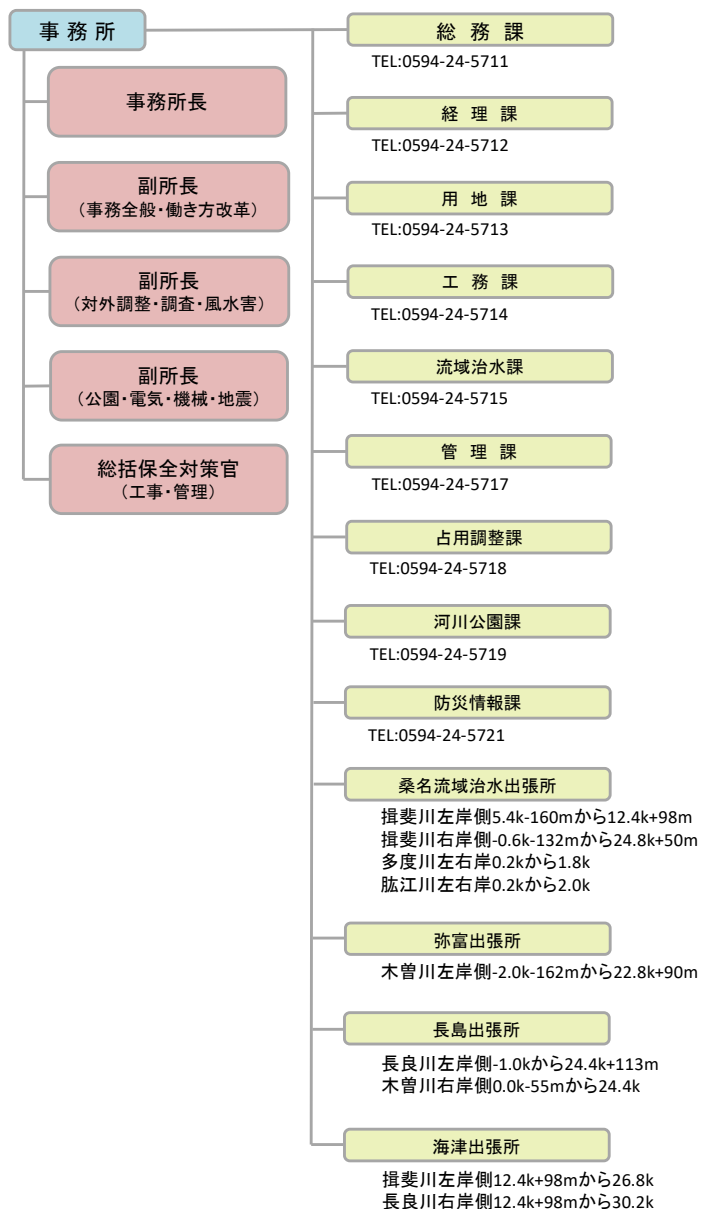 事務所
事務所長
副所長
（事務全般・働き方改革）
副所長
（対外調整・調査・風水害）
副所長
（公園・電気・機械・地震）
総括保全対策官
（工事・管理）
総務課
TEL:0594-24-5711
経理課
TEL:0594-24-5712
用地課
TEL:0594-24-5713
工務課
TEL:0594-24-5714
流域治水課
TEL:0594-24-5715
管理課
TEL:0594-24-5717
占用調整課
TEL:0594-24-5718
河川公園課
TEL:0594-24-5719
防災情報課
TEL:0594-24-5721
桑名流域治水出張所
揖斐川左岸側5.4k-160mから12.4k+98m
揖斐川右岸側-0.6k-132mから24.8k+50m
多度川左右岸0.2kから1.8k
肱江川左右岸0.2kから2.0k
弥富出張所
木曽川左岸側-2.0k-162mから22.8k+90m
長島出張所
長良川左岸側-1.0kから24.4k+113m
木曽川右岸側0.0k-55mから24.4k
海津出張所
揖斐川左岸側12.4k+98mから26.8k
長良川右岸側12.4k+98mから30.2k